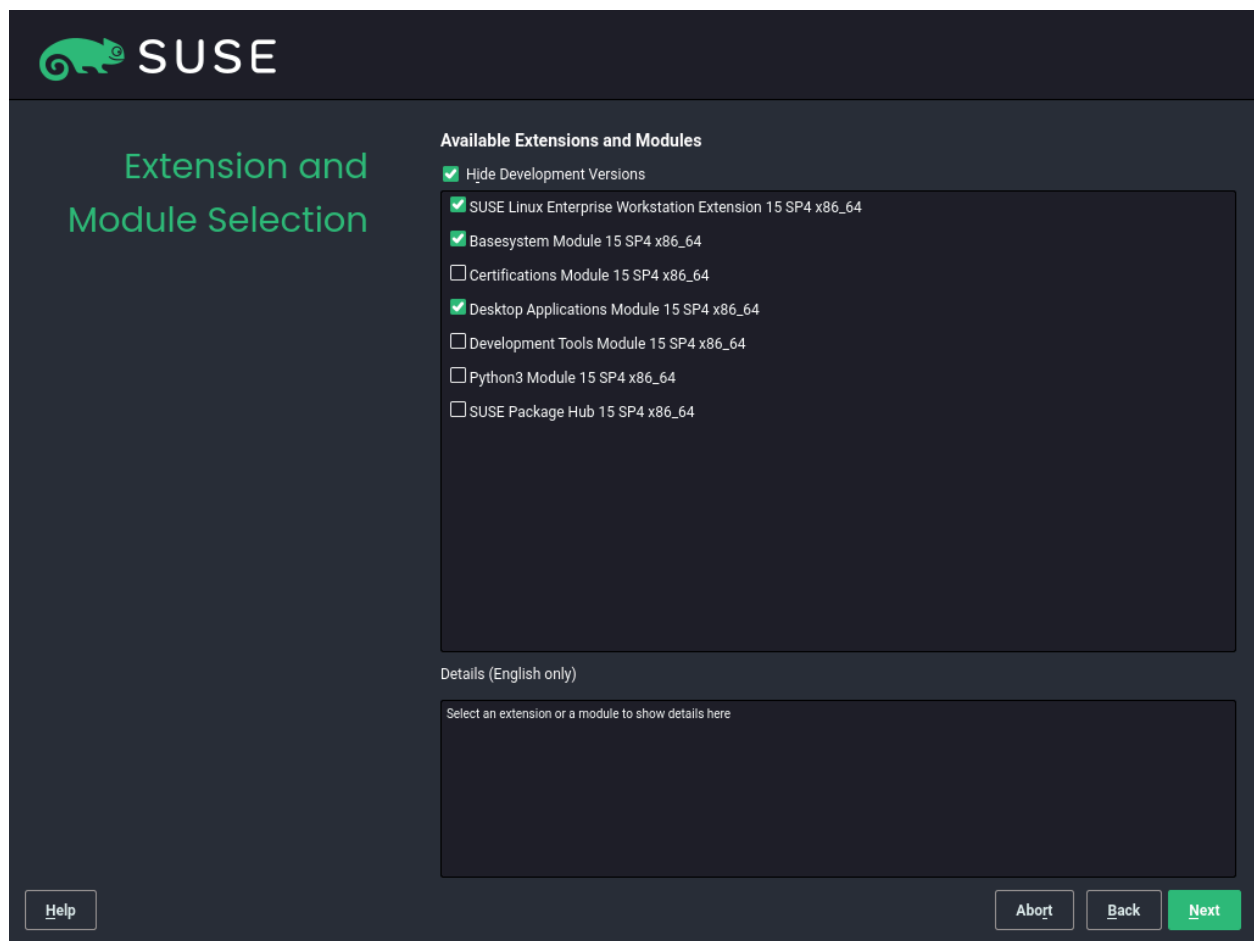 SUSE
Extension and
Module Selection
Available Extensions and Modules
Hide Development Versions
SUSE Linux Enterprise Workstation Extension 15 SP4 x86_64
Basesystem Module 15 SP4 x86_64
Certifications Module 15 SP4 x86_64
Desktop Applications Module 15 SP4 x86_64
Development Tools Module 15 SP4 x86_64
Python3 Module 15 SP4 x86_64
SUSE Package Hub 15 SP4 x86_64
Details (English only)
Select an extension or a module to show details here
Help
Abort
Back
Next